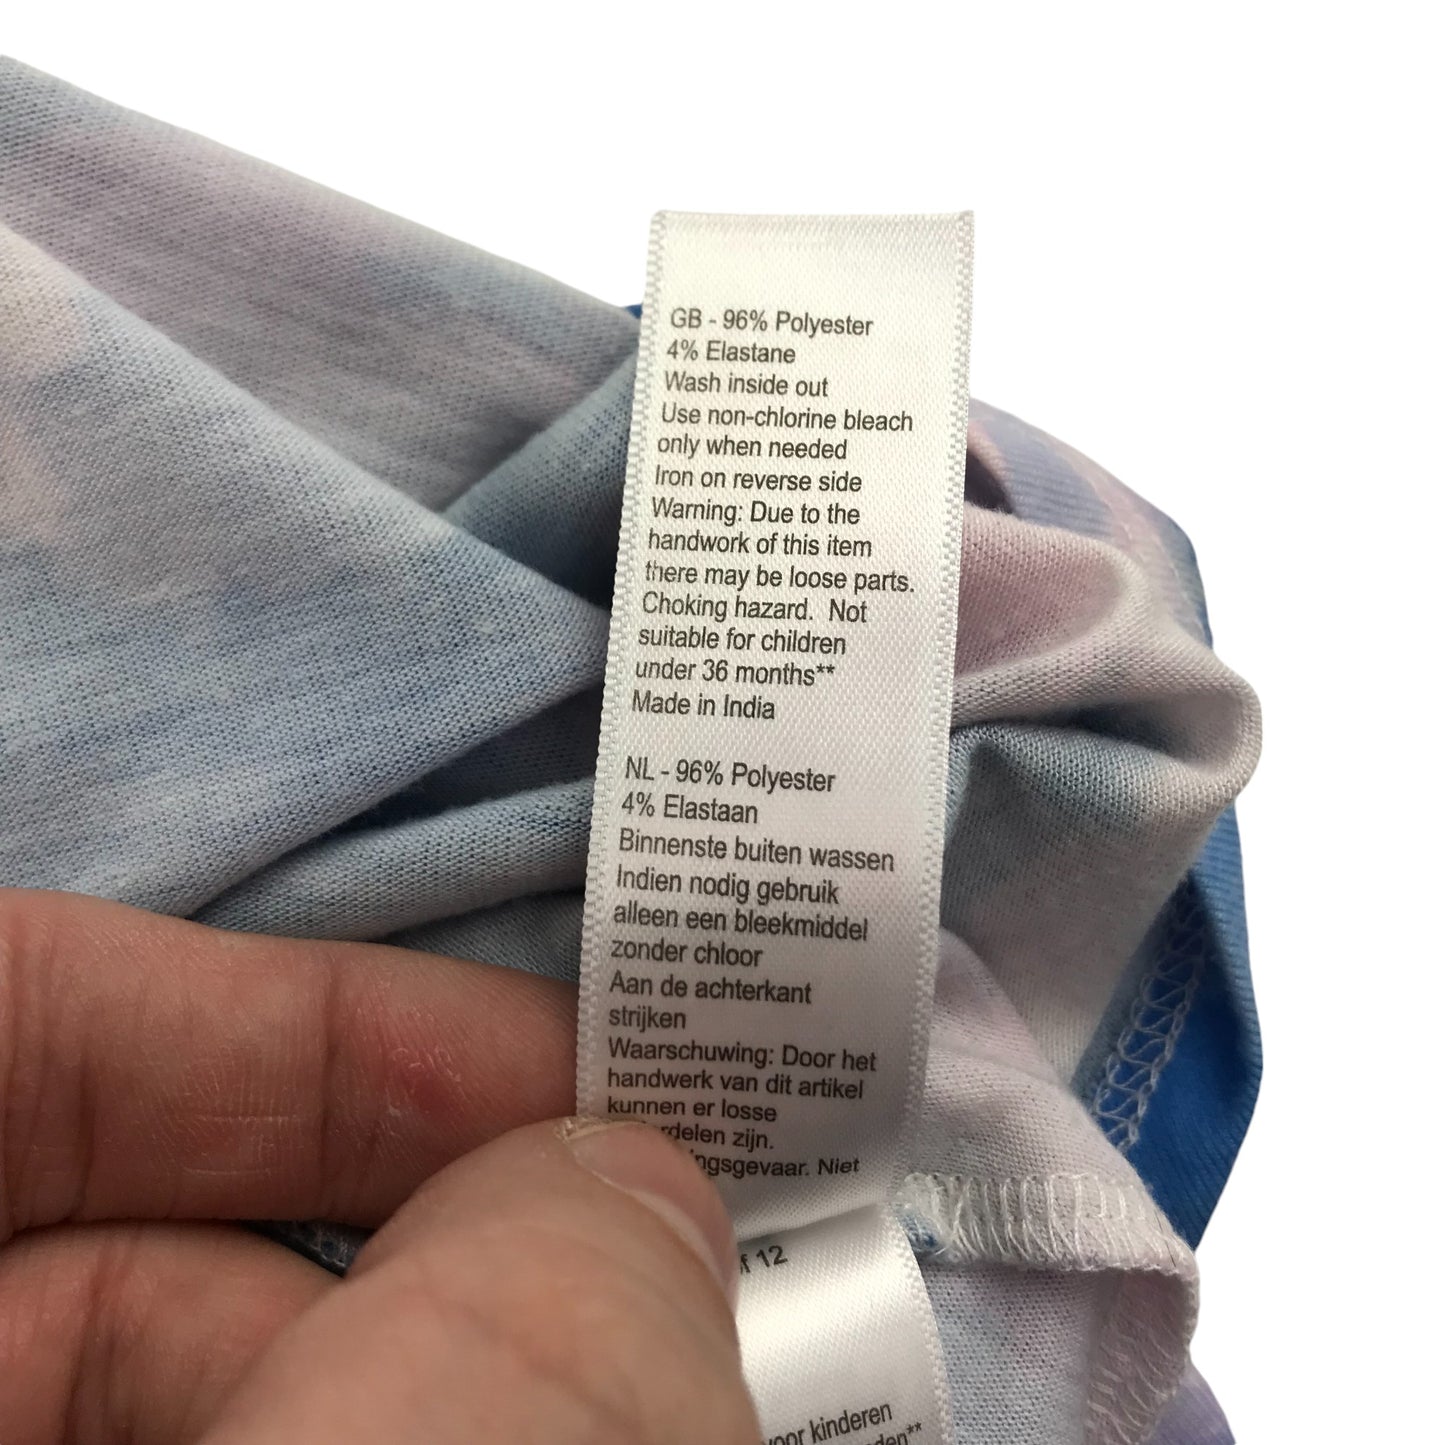 GB - 96% Polyester
4% Elastane
Wash inside out
Use non-chlorine bleach
only when needed
Iron on reverse side
Warning: Due to the
handwork of this item
there may be loose parts.
Choking hazard.  Not
suitable for children
under 36 months**
Made in India
NL - 96% Polyester
4% Elastaan
Binnenste buiten wassen
Indien nodig gebruik
alleen een bleekmiddel
zonder chloor
Aan de achterkant
strijken
Waarschuwing: Door het
handwerk van dit artikel
kunnen er losse
zijn.
Niet
12
kinderen